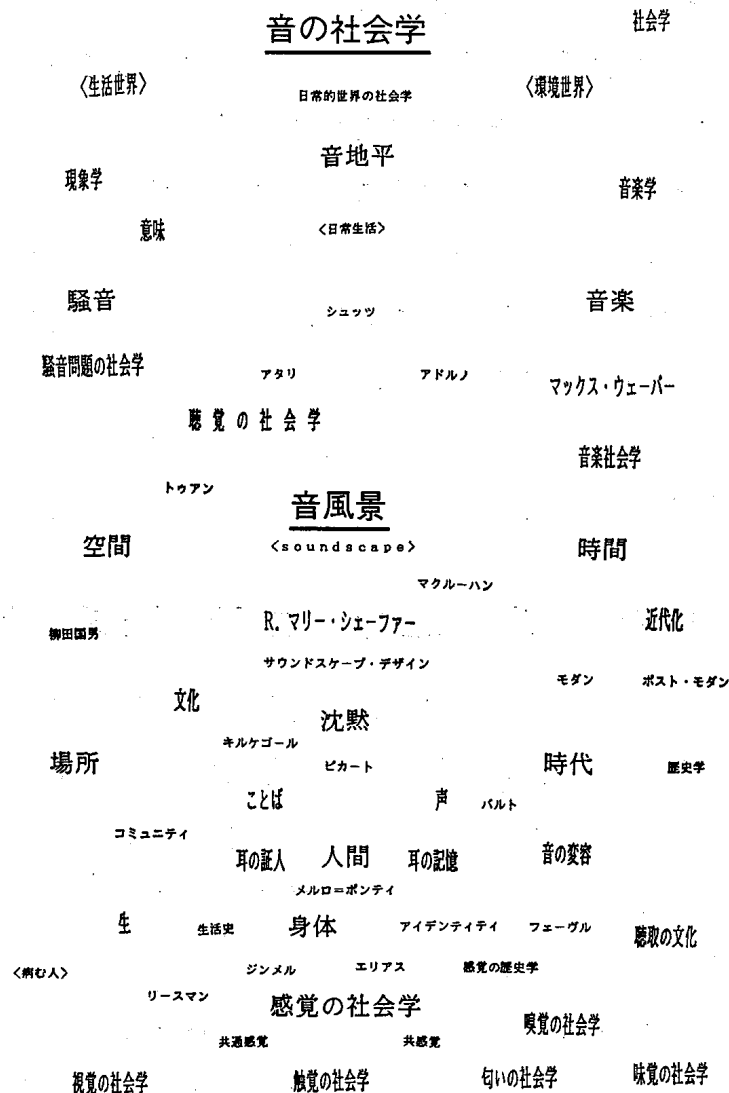 音の社会学
社会学
〈生活世界〉
日常的世界の社会学
〈環境世界〉
音地平
現象学
音楽学
意味
〈日常生活〉
騒音
シュッツ
音楽
騒音問題の社会学
アタリ
アドルノ
マックス・ウェーバー
聴覚の社会学
音楽社会学
トゥアン
音風景
空間
〈soundscape〉
時間
マクルーハン
R. マリー・シェーファー
近代化
柳田国男
サウンドスケープ・デザイン
モダン
ポスト・モダン
文化
沈黙
キルケゴール
場所
ピカート
時代
歴史学
ことば
声
バルト
コミュニティ
耳の証人
人間
耳の記憶
音の変容
メルロ＝ポンティ
生
生活史
身体
アイデンティティ
フェーヴル
聴取の文化
〈病む人〉
ジンメル
エリアス
感覚の歴史学
リースマン
感覚の社会学
嗅覚の社会学
共通感覚
共感覚
視覚の社会学
触覚の社会学
匂いの社会学
味覚の社会学